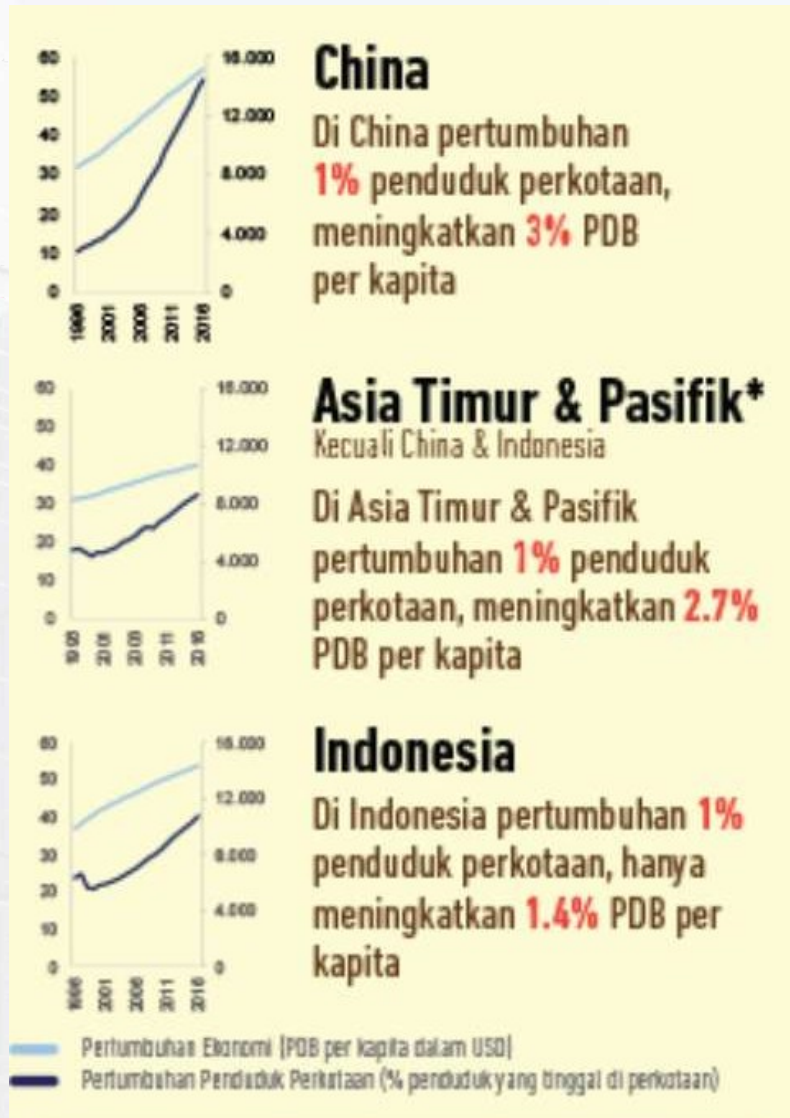 60
50
40
30
20
10
0
16.000
12.000
8.000
4.000
0
1996
2001
2006
2011
2016
China
Di China pertumbuhan
1% penduduk perkotaan,
meningkatkan 3% PDB
per kapita
60
50
40
30
20
10
0
16.000
12.000
8.000
4.000
0
2011
Asia Timur & Pasifik*
Kecuali China & Indonesia
Di Asia Timur & Pasifik
pertumbuhan 1% penduduk
perkotaan, meningkatkan 2.7%
PDB per kapita
60
50
40
30
20
10
0
16.000
12.000
8.000
4.000
0
1996
2001
2006
2011
2016
Indonesia
Di Indonesia pertumbuhan 1%
penduduk perkotaan, hanya
meningkatkan 1.4% PDB per
kapita
Pertumbuhan Ekonomi (PDB per kapita dalam USD)
Pertumbuhan Penduduk Perkotaan (% penduduk yang tinggal di perkotaan)